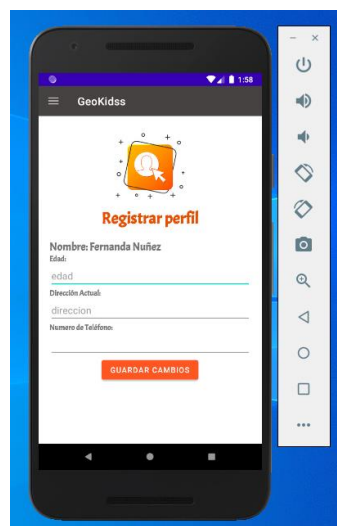 1:58
GeoKidss
Registrar perfil
Nombre: Fernanda Nuñez
Edad:
edad
Dirección Actual:
direccion
Numero de Teléfono:
GUARDAR CAMBIOS